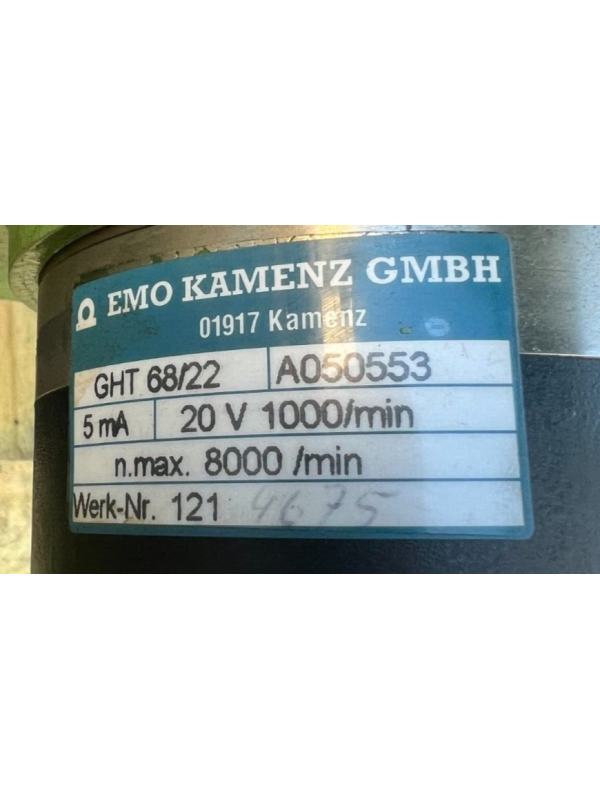 EMO KAMENZ GMBH
01917 Kamenz
GHT 68/22 A050553
5 mA 20 V 1000/min
n.max. 8000 /min
Werk-Nr. 121 4675